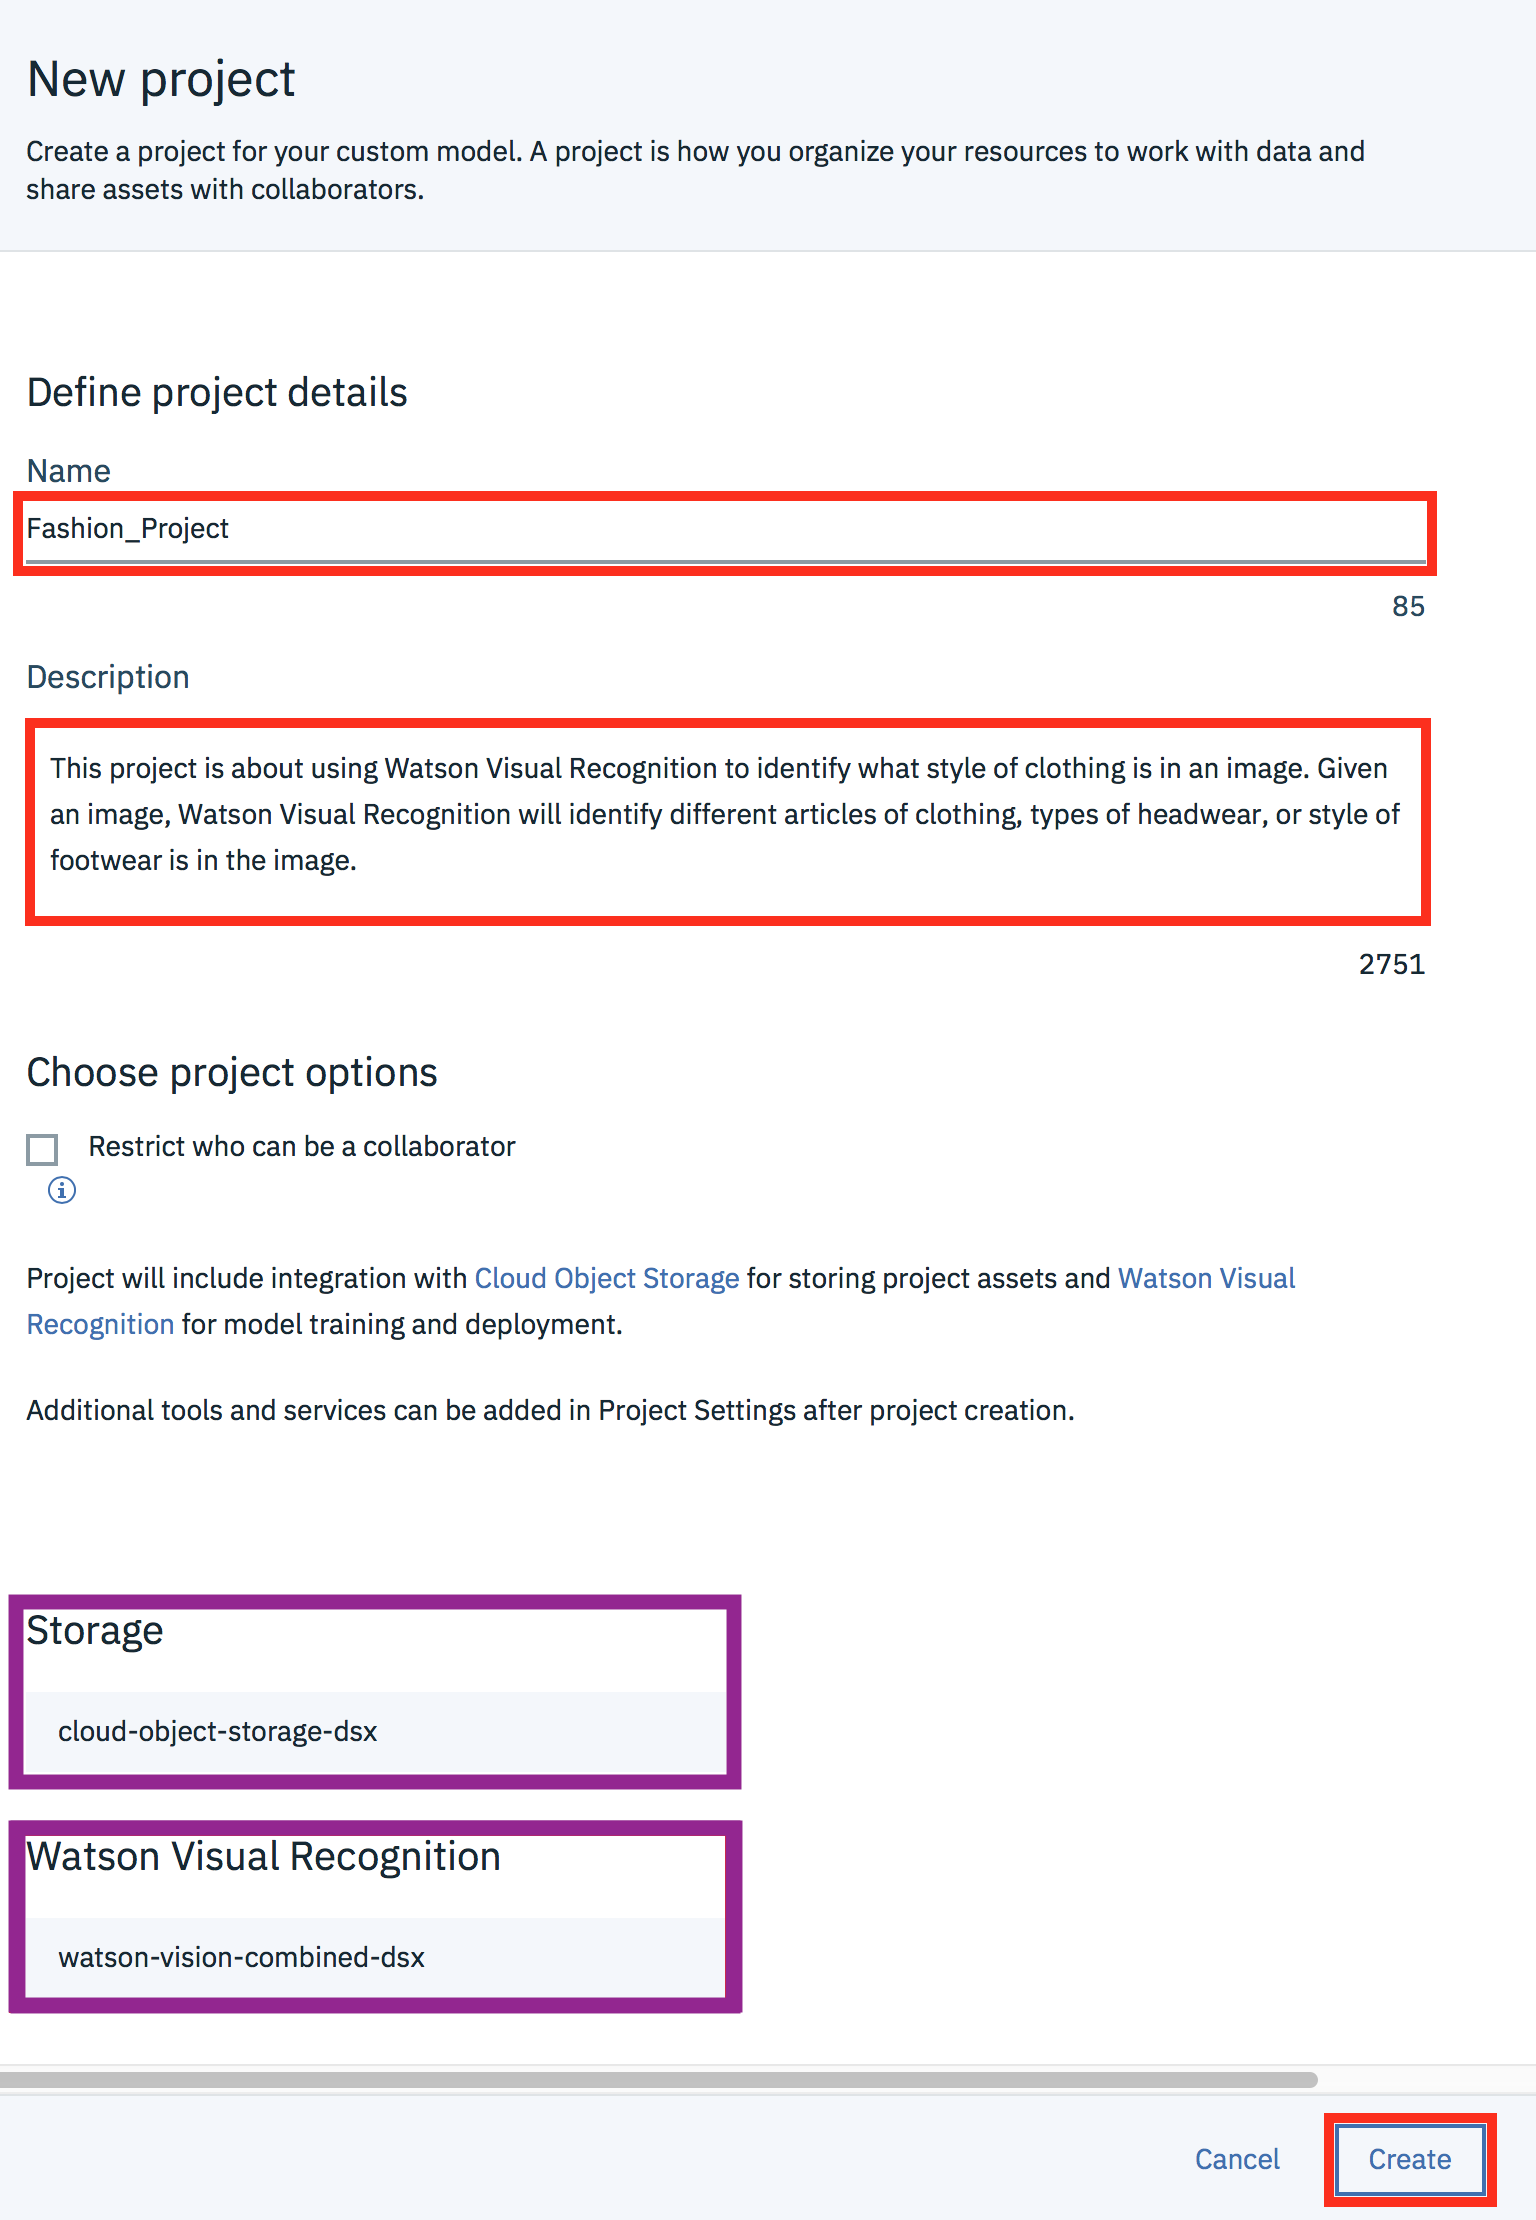 New project
Create a project for your custom model. A project is how you organize your resources to work with data and
share assets with collaborators.
Define project details
Name
Fashion_Project
85
Description
This project is about using Watson Visual Recognition to identify what style of clothing is in an image. Given
an image, Watson Visual Recognition will identify different articles of clothing, types of headwear, or style of
footwear is in the image.
2751
Choose project options
Restrict who can be a collaborator
Project will include integration with Cloud Object Storage for storing project assets and Watson Visual
Recognition for model training and deployment.
Additional tools and services can be added in Project Settings after project creation.
Storage
cloud-object-storage-dsx
Watson Visual Recognition
watson-vision-combined-dsx
Cancel
Create